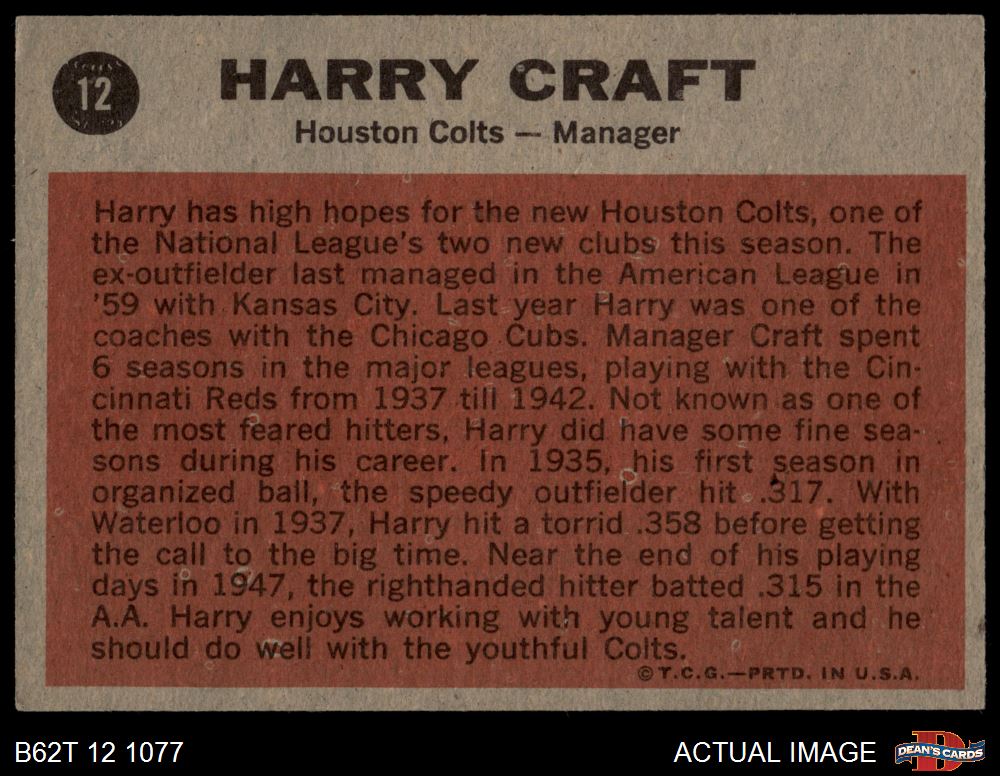 12
HARRY CRAFT
Houston Colts — Manager
Harry has high hopes for the new Houston Colts, one of
the National League's two new clubs this season. The
ex-outfielder last managed in the American League in
'59 with Kansas City. Last year Harry was one of the
coaches with the Chicago Cubs. Manager Craft spent
6 seasons in the major leagues, playing with the Cin-
cinnati Reds from 1937 till 1942. Not known as one of
the most feared hitters, Harry did have some fine sea-
sons during his career. In 1935, his first season in
organized ball, the speedy outfielder hit .317. With
Waterloo in 1937, Harry hit a torrid .358 before getting
the call to the big time. Near the end of his playing
days in 1947, the righthanded hitter batted .315 in the
A.A. Harry enjoys working with young talent and he
should do well with the youthful Colts.
© T.C.G.—PRTD. IN U.S.A.
B62T 12 1077
ACTUAL IMAGE
D
DEAN'S CARDS